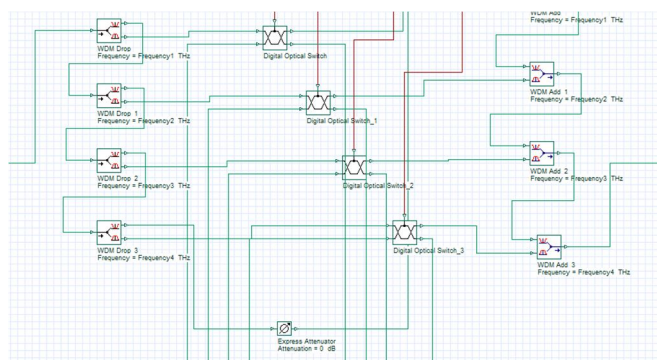 WDM Add
Frequency = Frequency1 THz
WDM Drop
Frequency = Frequency1 THz
Digital Optical Switch
WDM Add 1
Frequency = Frequency2 THz
WDM Drop 1
Frequency = Frequency2 THz
Digital Optical Switch_1
WDM Add 2
Frequency = Frequency3 THz
WDM Drop 2
Frequency = Frequency3 THz
Digital Optical Switch_2
WDM Drop 3
Frequency = Frequency4 THz
Digital Optical Switch_3
WDM Add 3
Frequency = Frequency4 THz
Express Attenuator
Attenuation = 0 dB